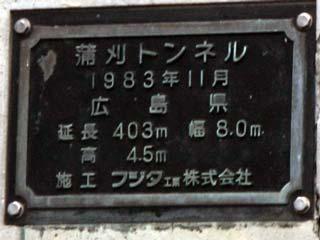 蒲刈トンネル
1983年11月
広島県
延長 403m 幅 8.0m
高 4.5m
施工 フジタ工業株式会社